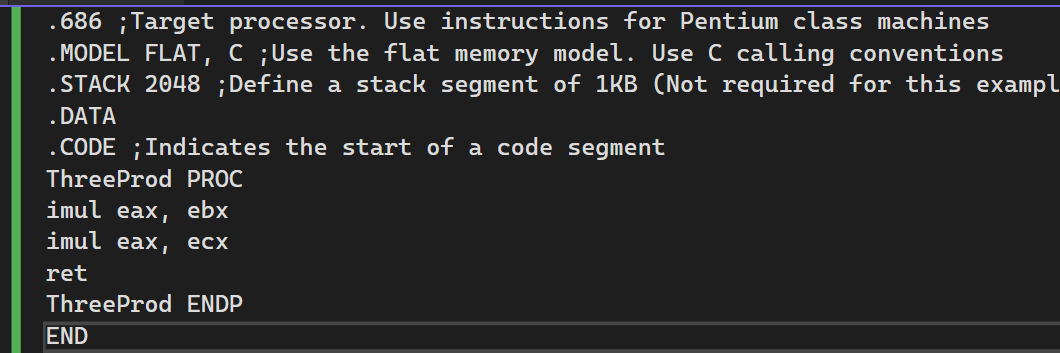 .686 ;Target processor. Use instructions for Pentium class machines
.MODEL FLAT, C ;Use the flat memory model. Use C calling conventions
.STACK 2048 ;Define a stack segment of 1kB (Not required for this exampl
.DATA
.CODE ;Indicates the start of a code segment
ThreeProd PROC
imul eax, ebx
imul eax, ecx
ret
ThreeProd ENDP
END